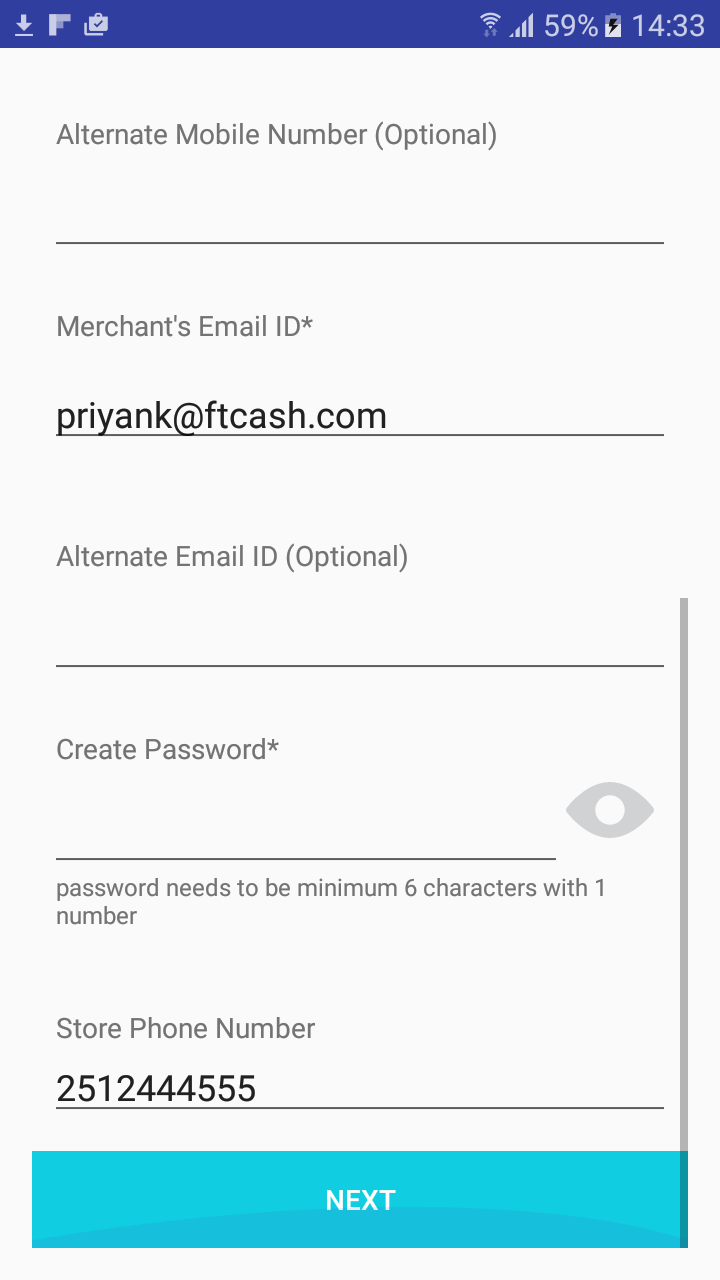 59% 14:33
Alternate Mobile Number (Optional)
Merchant's Email ID*
priyank@ftcash.com
Alternate Email ID (Optional)
Create Password*
password needs to be minimum 6 characters with 1
number
Store Phone Number
2512444555
NEXT